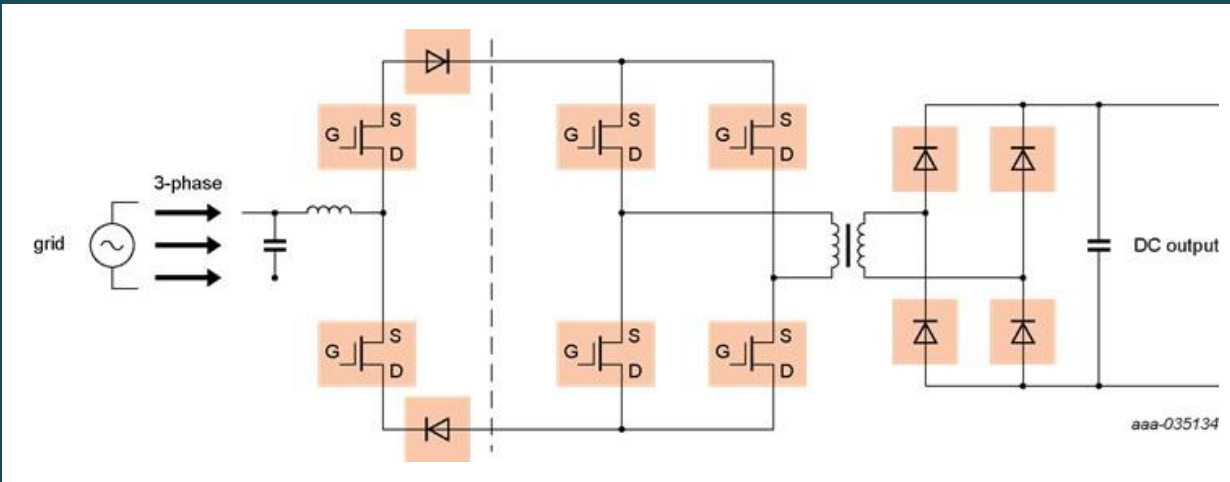 G S D
G S D
G S D
3-phase
grid
DC output
G S D
G S D
G S D
aaa-035134